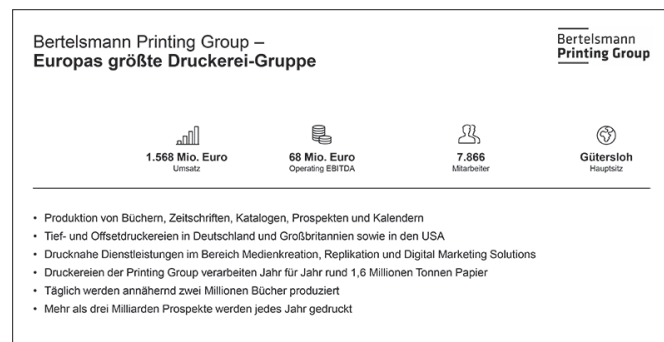 Bertelsmann Printing Group –
Europas größte Druckerei-Gruppe
Bertelsmann
Printing Group
1.568 Mio. Euro
Umsatz
68 Mio. Euro
Operating EBITDA
7.866
Mitarbeiter
Gütersloh
Hauptsitz
• Produktion von Büchern, Zeitschriften, Katalogen, Prospekten und Kalendern
• Tief- und Offsetdruckereien in Deutschland und Großbritannien sowie in den USA
• Drucknahe Dienstleistungen im Bereich Medienkreation, Replikation und Digital Marketing Solutions
• Druckereien der Printing Group verarbeiten Jahr für Jahr rund 1,6 Millionen Tonnen Papier
• Täglich werden annähernd zwei Millionen Bücher produziert
• Mehr als drei Milliarden Prospekte werden jedes Jahr gedruckt